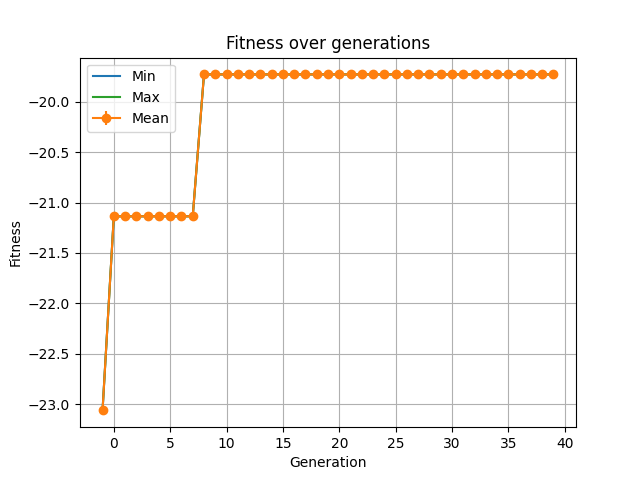 Fitness over generations
Min
Max
Mean
−20.0
−20.5
−21.0
−21.5
−22.0
−22.5
−23.0
Fitness
0 5 10 15 20 25 30 35 40
Generation